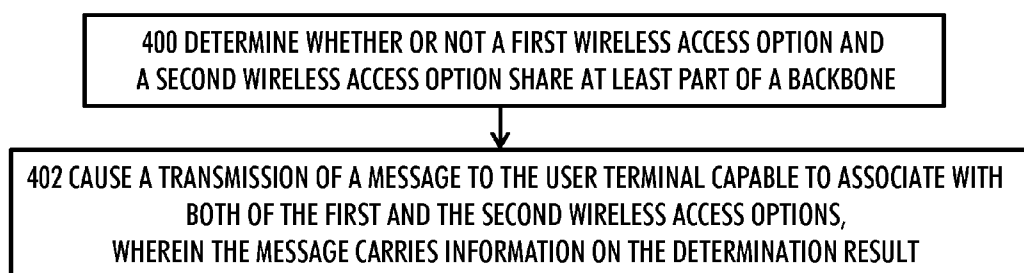 400 DETERMINE WHETHER OR NOT A FIRST WIRELESS ACCESS OPTION AND
A SECOND WIRELESS ACCESS OPTION SHARE AT LEAST PART OF A BACKBONE
402 CAUSE A TRANSMISSION OF A MESSAGE TO THE USER TERMINAL CAPABLE TO ASSOCIATE WITH
BOTH OF THE FIRST AND THE SECOND WIRELESS ACCESS OPTIONS,
WHEREIN THE MESSAGE CARRIES INFORMATION ON THE DETERMINATION RESULT